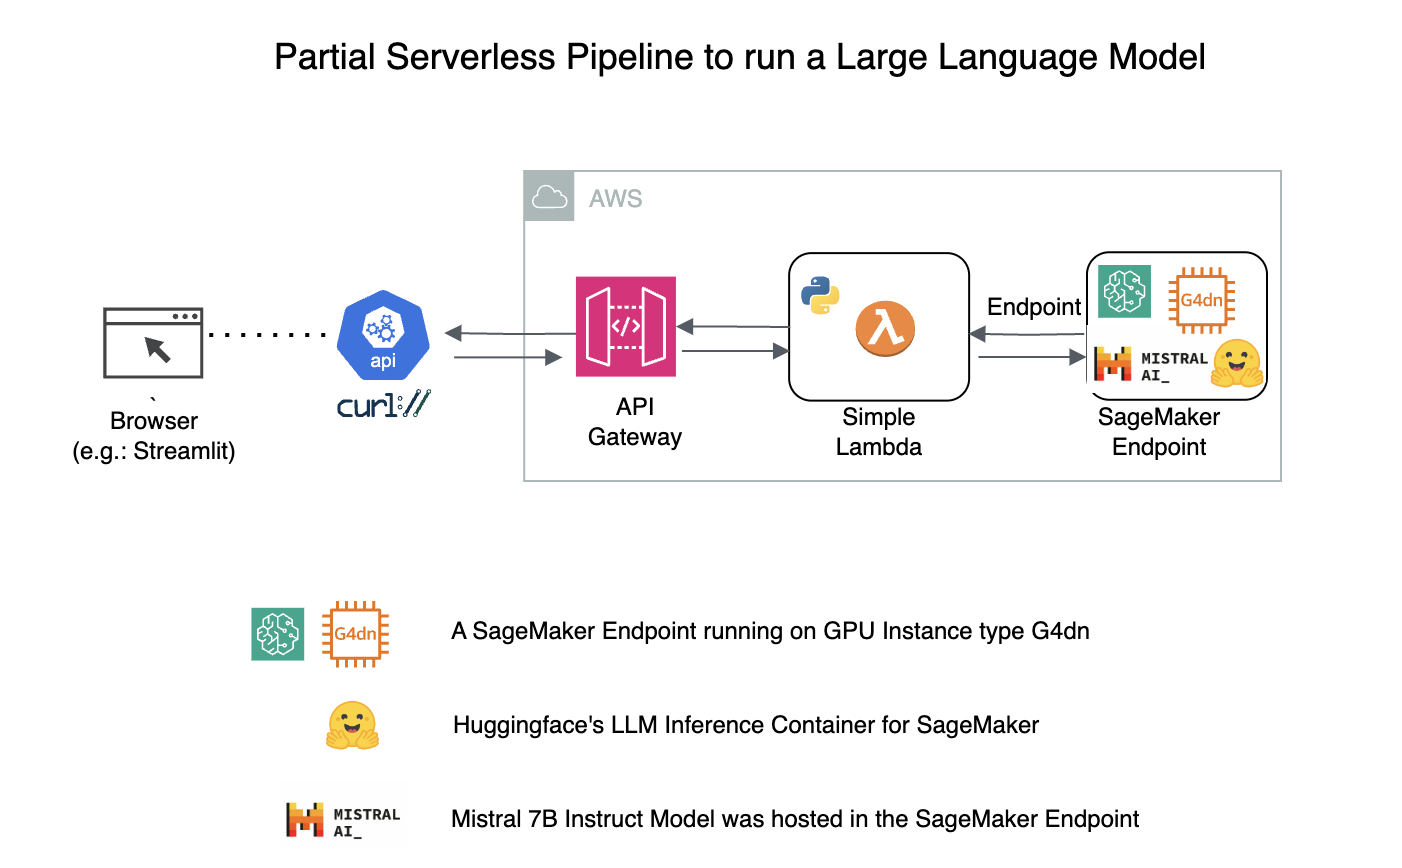 Partial Serverless Pipeline to run a Large Language Model
AWS
Browser
(e.g.: Streamlit)
api
curl://
</>
API
Gateway
Simple
Lambda
Endpoint
G4dn
MISTRAL
AI_
SageMaker
Endpoint
G4dn
A SageMaker Endpoint running on GPU Instance type G4dn
Huggingface's LLM Inference Container for SageMaker
MISTRAL
AI_
Mistral 7B Instruct Model was hosted in the SageMaker Endpoint